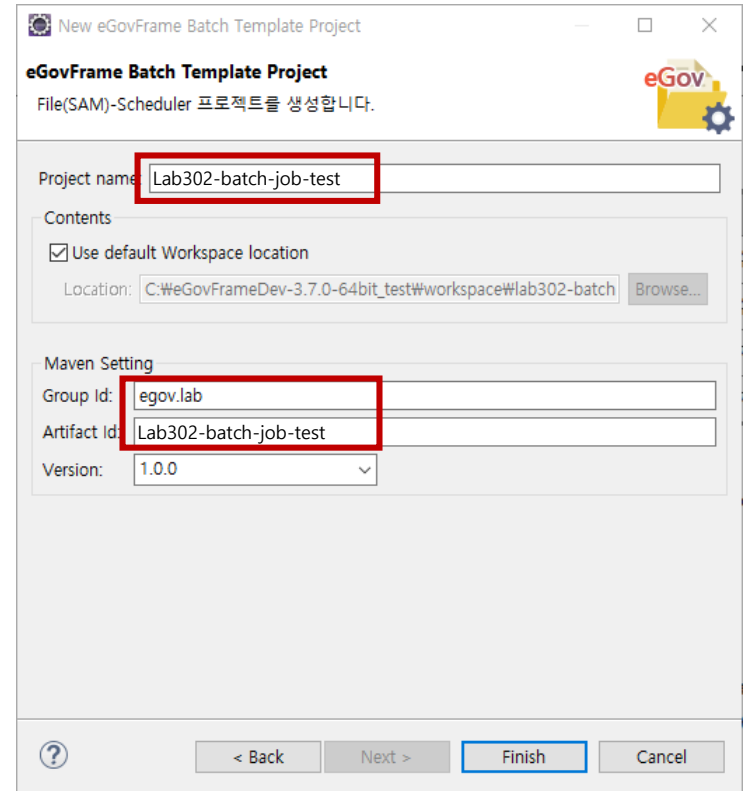 New eGovFrame Batch Template Project
eGovFrame Batch Template Project
File(SAM)-Scheduler 프로젝트를 생성합니다.
eGov
Project name: Lab302-batch-job-test
Contents
Use default Workspace location
Location: C:₩eGovFrameDev-3.7.0-64bit_test₩workspace₩lab302-batch Browse...
Maven Setting
Group Id: egov.lab
Artifact Id: Lab302-batch-job-test
Version: 1.0.0
< Back Next > Finish Cancel